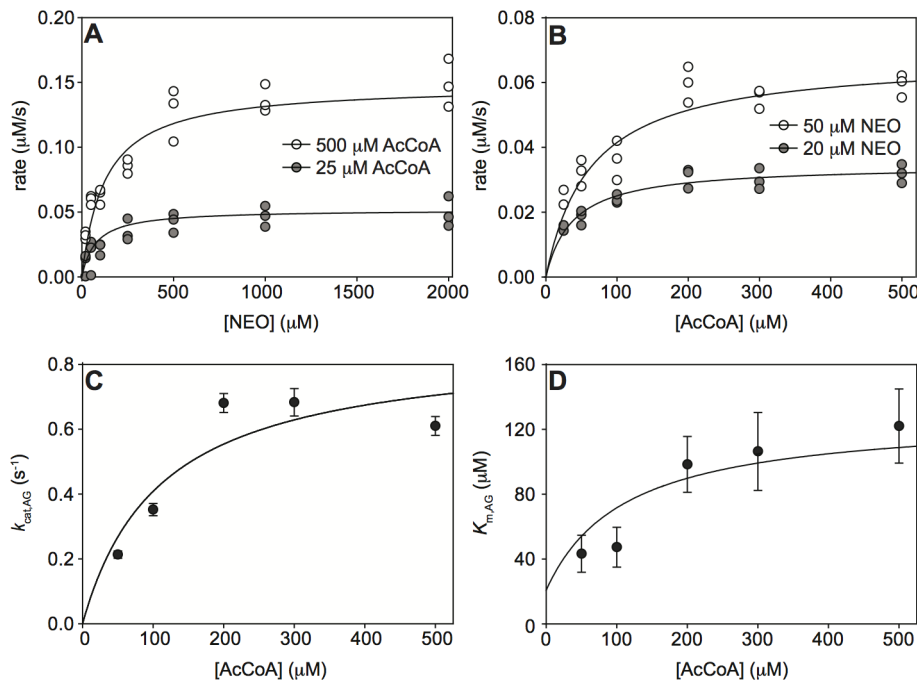 A
rate (μM/s)
0.20
0.15
0.10
0.05
0.00
500 μM AcCoA
25 μM AcCoA
0 500 1000 1500 2000
[NEO] (μM)
B
rate (μM/s)
0.08
0.06
0.04
0.02
0.00
50 μM NEO
20 μM NEO
0 100 200 300 400 500
[AcCoA] (μM)
C
kcat,AG (s⁻¹)
0.8
0.6
0.4
0.2
0.0
0 100 200 300 400 500
[AcCoA] (μM)
D
Km,AG (μM)
160
120
80
40
0
0 100 200 300 400 500
[AcCoA] (μM)